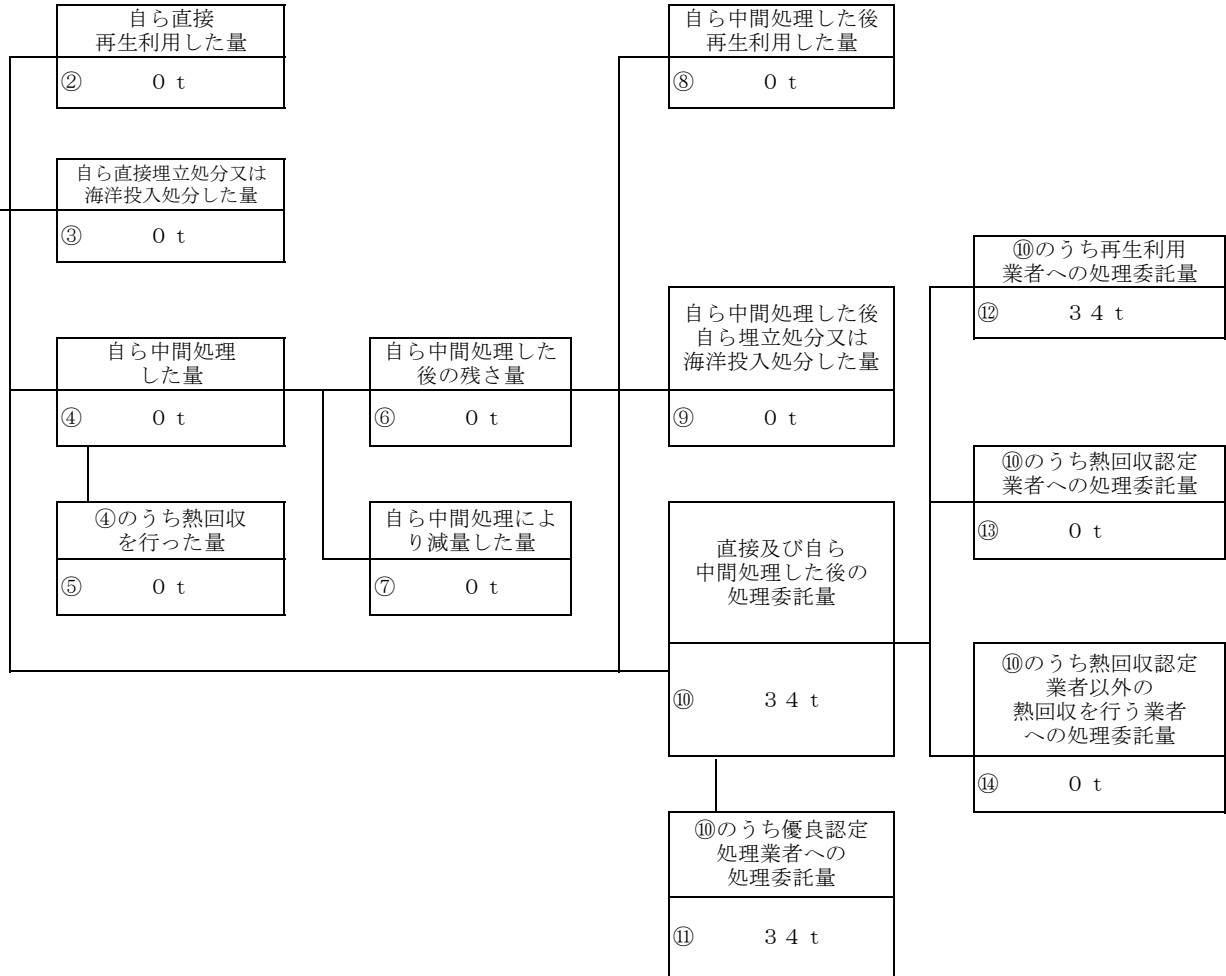 自ら直接
再生利用した量
② 0 t
自ら直接埋立処分又は
海洋投入処分した量
③ 0 t
自ら中間処理
した量
④ 0 t
④のうち熱回収
を行った量
⑤ 0 t
自ら中間処理した
後の残さ量
⑥ 0 t
自ら中間処理によ
り減量した量
⑦ 0 t
自ら中間処理した後
再生利用した量
⑧ 0 t
自ら中間処理した後
自ら埋立処分又は
海洋投入処分した量
⑨ 0 t
直接及び自ら
中間処理した後の
処理委託量
⑩ 34 t
⑩のうち優良認定
処理業者への
処理委託量
⑪ 34 t
⑩のうち再生利用
業者への処理委託量
⑫ 34 t
⑩のうち熱回収認定
業者への処理委託量
⑬ 0 t
⑩のうち熱回収認定
業者以外の
熱回収を行う業者
への処理委託量
⑭ 0 t